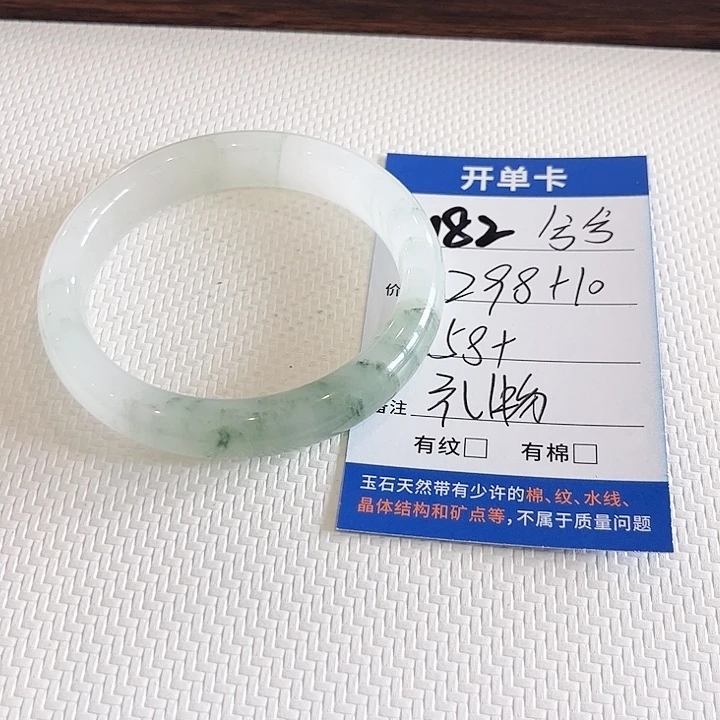 开单卡
182 兮兮
价 298+10
58+
备注 礼物
有纹□ 有棉□
玉石天然带有少许的棉、纹、水线、
晶体结构和矿点等，不属于质量问题